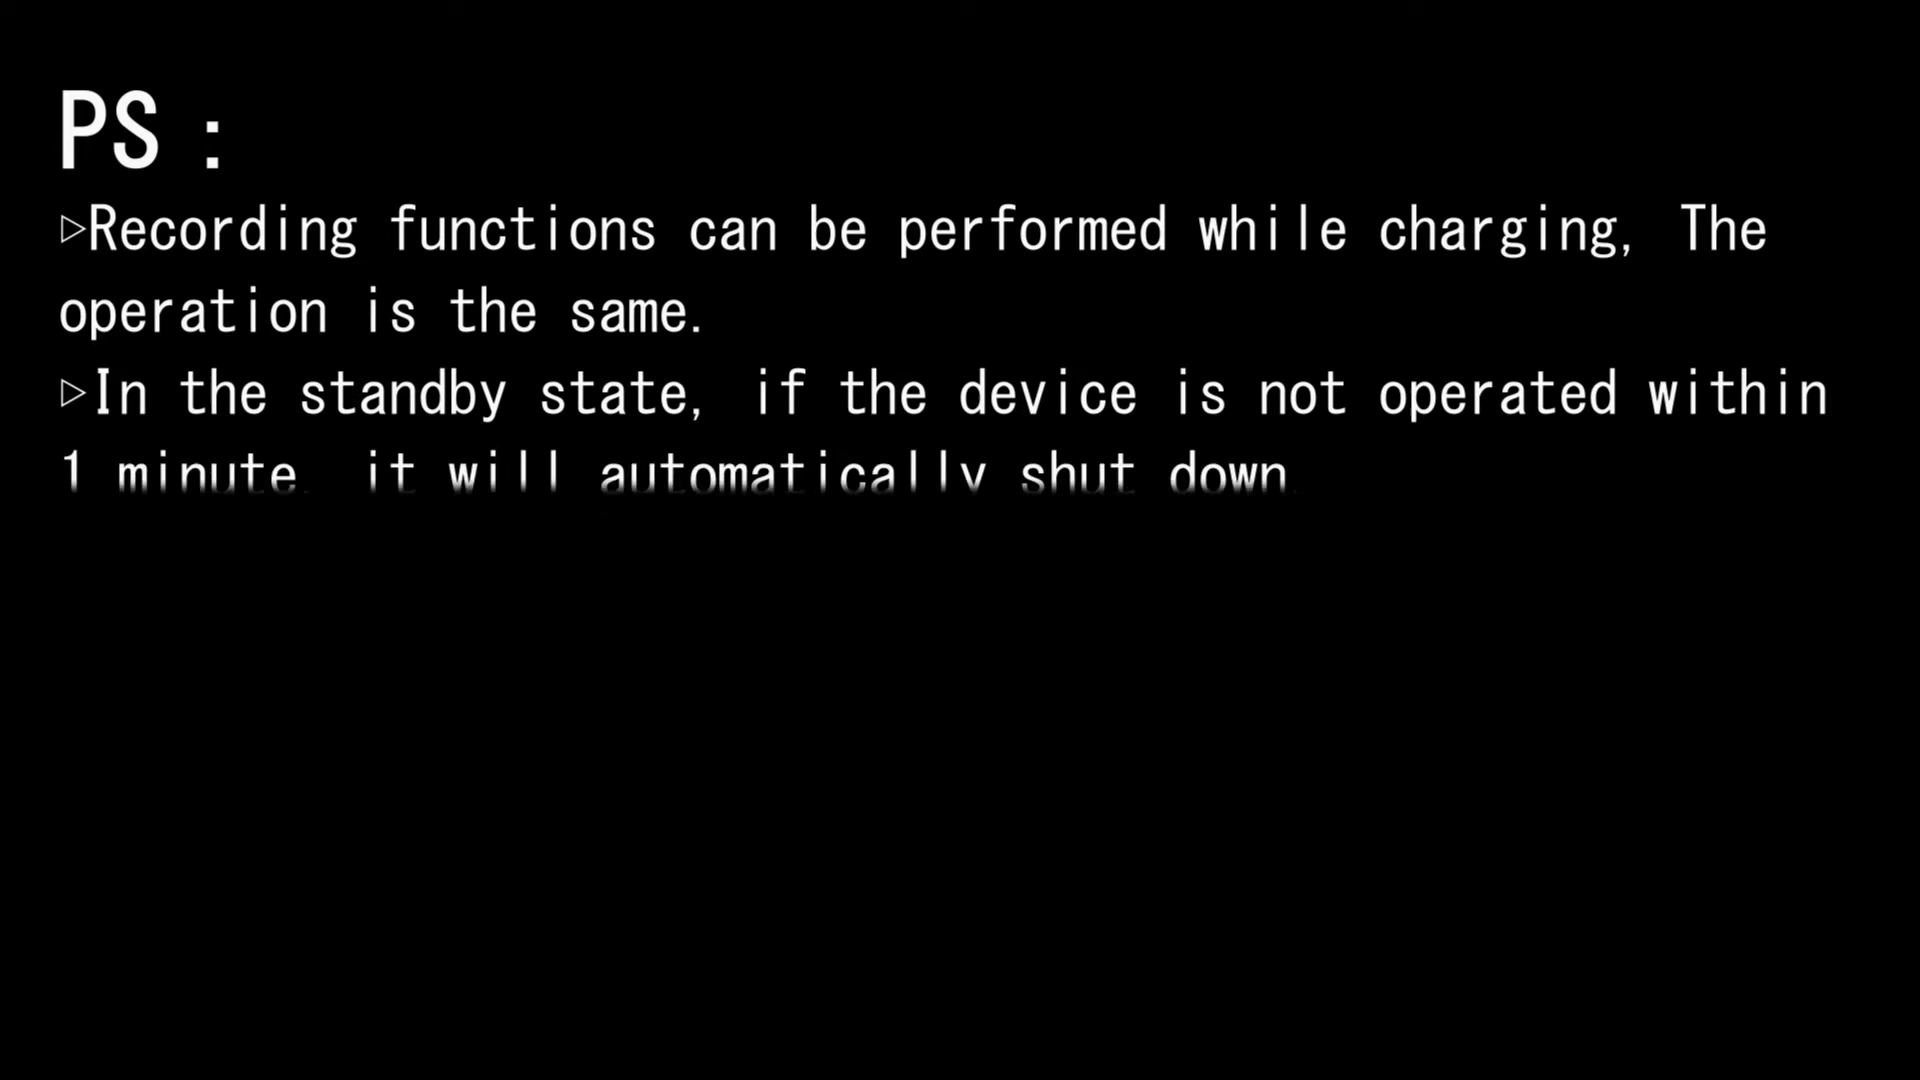 PS :
▷Recording functions can be performed while charging, The
operation is the same.
▷In the standby state, if the device is not operated within
1 minute, it will automatically shut down